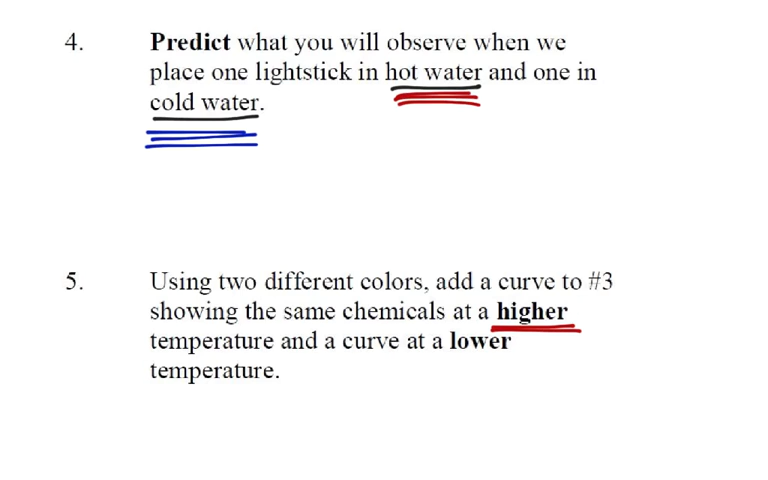 4. Predict what you will observe when we
place one lightstick in hot water and one in
cold water.
5. Using two different colors, add a curve to #3
showing the same chemicals at a higher
temperature and a curve at a lower
temperature.